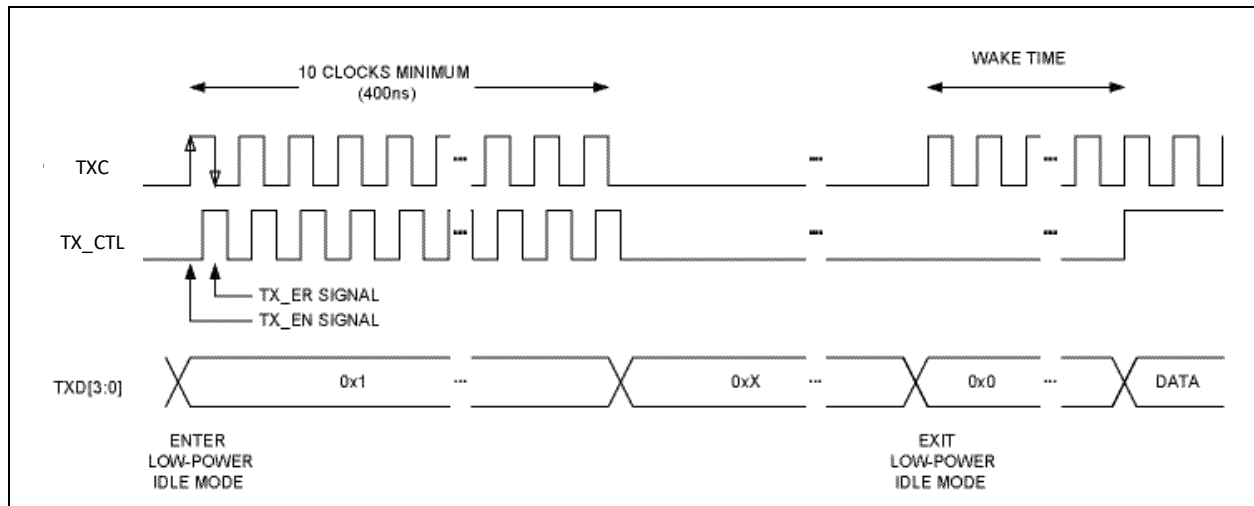 10 CLOCKS MINIMUM
(400ns)
WAKE TIME
TXC
...
...
...
TX_CTL
...
...
...
TX_ER SIGNAL
TX_EN SIGNAL
TXD[3:0]
0x1
...
0xX
...
0x0
...
DATA
ENTER
LOW-POWER
IDLE MODE
EXIT
LOW-POWER
IDLE MODE